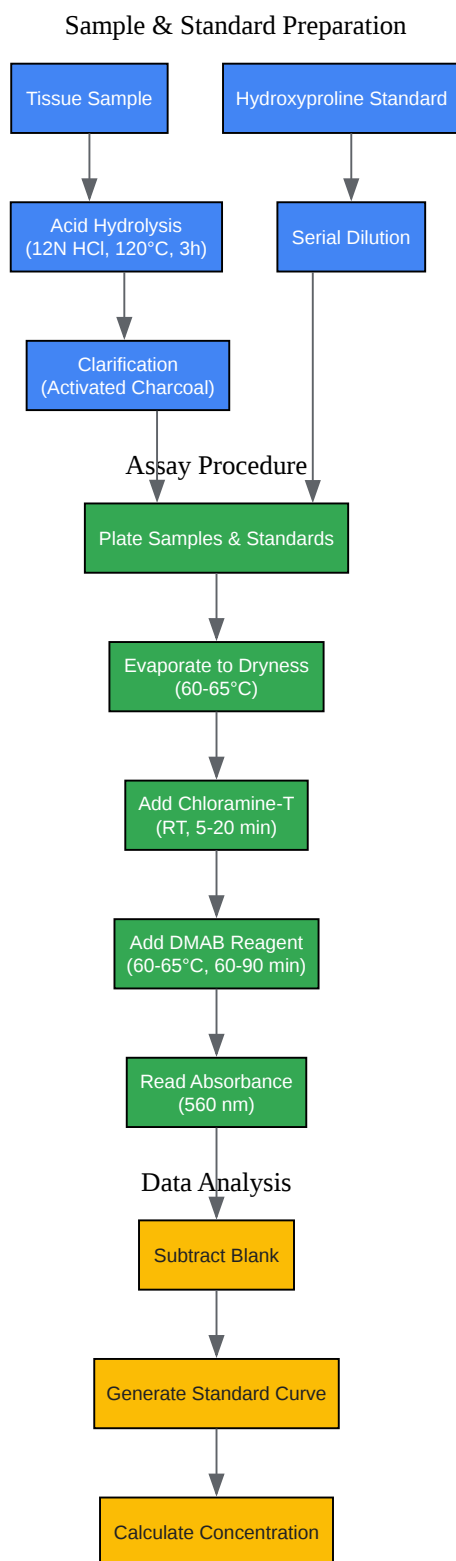 Sample & Standard Preparation
Tissue Sample
Hydroxyproline Standard
Acid Hydrolysis
(12N HCl, 120°C, 3h)
Serial Dilution
Clarification
(Activated Charcoal)
Assay Procedure
Plate Samples & Standards
Evaporate to Dryness
(60-65°C)
Add Chloramine-T
(RT, 5-20 min)
Add DMAB Reagent
(60-65°C, 60-90 min)
Read Absorbance
(560 nm)
Data Analysis
Subtract Blank
Generate Standard Curve
Calculate Concentration